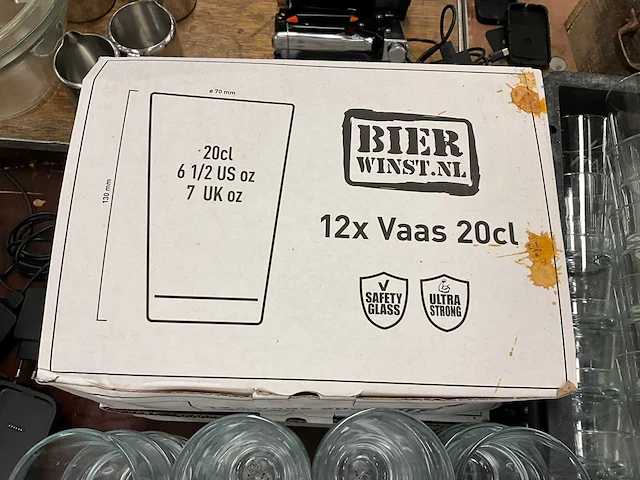 ø 70 mm
130 mm
20cl
6 1/2 US oz
7 UK oz
BIER
WINST.NL
12x Vaas 20cl
SAFETY
GLASS
ULTRA
STRONG